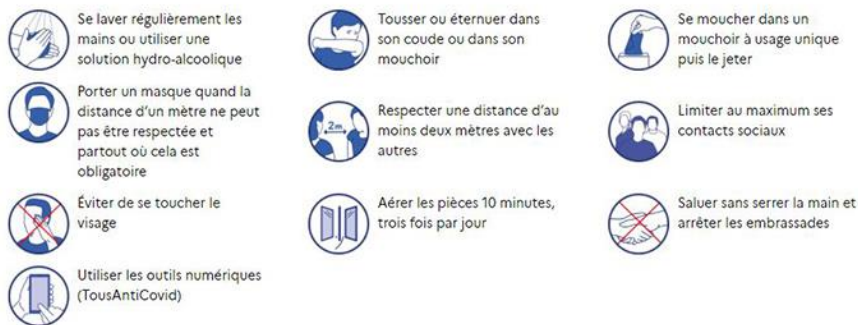 Se laver régulièrement les
mains ou utiliser une
solution hydro-alcoolique
Tousser ou éternuer dans
son coude ou dans son
mouchoir
Se moucher dans un
mouchoir à usage unique
puis le jeter
Porter un masque quand la
distance d'un mètre ne peut
pas être respectée et
partout où cela est
obligatoire
2m
Respecter une distance d'au
moins deux mètres avec les
autres
Limiter au maximum ses
contacts sociaux
Éviter de se toucher le
visage
Aérer les pièces 10 minutes,
trois fois par jour
Saluer sans serrer la main et
arrêter les embrassades
Utiliser les outils numériques
(TousAntiCovid)